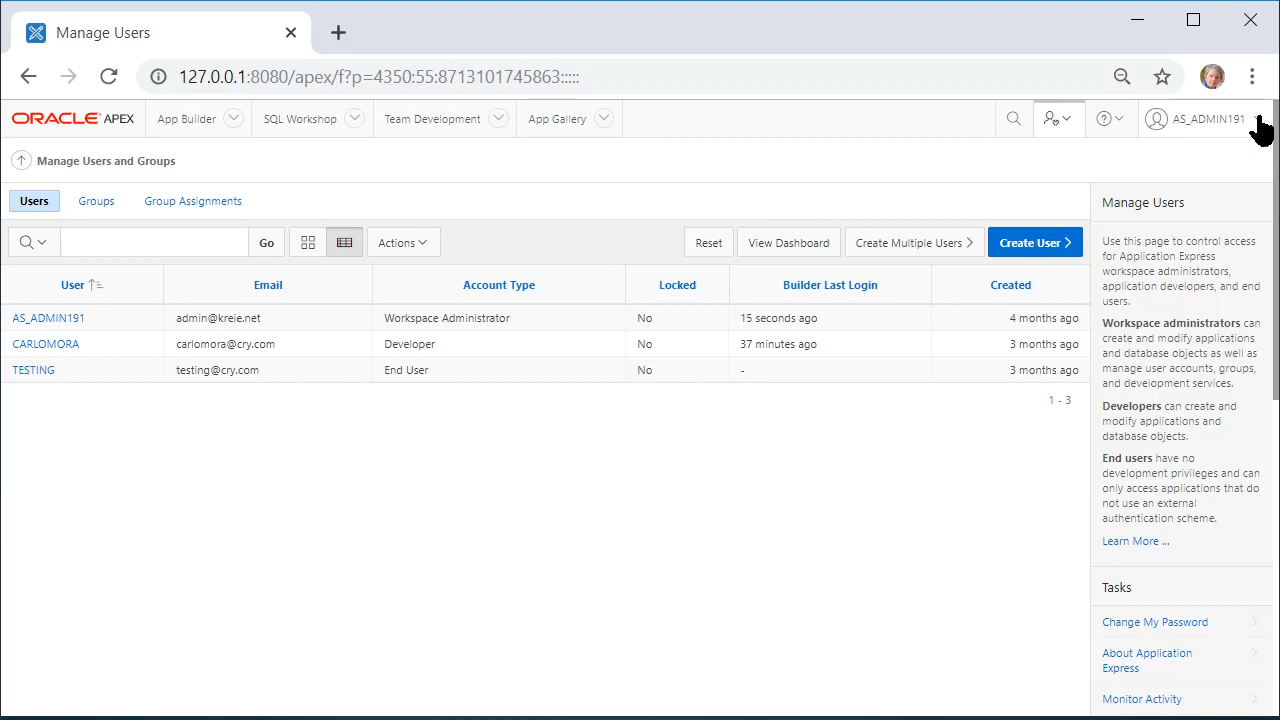 Manage Users
127.0.0.1:8080/apex/f?p=4350:55:8713101745863:::::
ORACLE APEX App Builder SQL Workshop Team Development App Gallery AS_ADMIN191
Manage Users and Groups
Users Groups Group Assignments
Go Actions Reset View Dashboard Create Multiple Users Create User
User Email Account Type Locked Builder Last Login Created
AS_ADMIN191 admin@kreie.net Workspace Administrator No 15 seconds ago 4 months ago
CARLOMORA carlomora@cry.com Developer No 37 minutes ago 3 months ago
TESTING testing@cry.com End User No - 3 months ago
1 - 3
Manage Users
Use this page to control access
for Application Express
workspace administrators,
application developers, and end
users.
Workspace administrators can
create and modify applications
and database objects as well as
manage user accounts, groups,
and development services.
Developers can create and
modify applications and
database objects.
End users have no
development privileges and can
only access applications that do
not use an external
authentication scheme.
Learn More ...
Tasks
Change My Password
About Application
Express
Monitor Activity